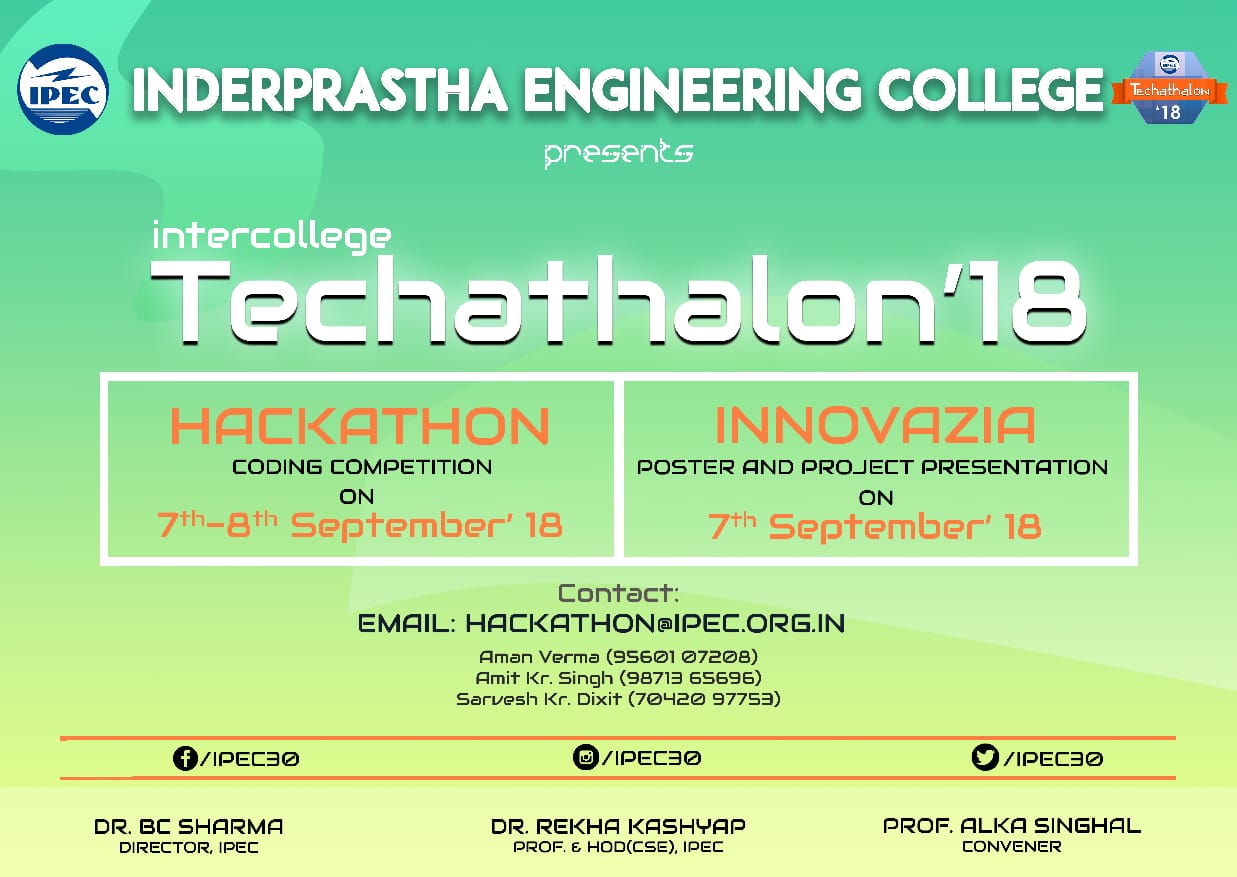 IPEC
INDERPRASTHA ENGINEERING COLLEGE
IPEC
Techathalon
'18
presents
intercollege
Techathalon'18
HACKATHON
CODING COMPETITION
ON
7th-8th September' 18
INNOVAZIA
POSTER AND PROJECT PRESENTATION
ON
7th September' 18
Contact:
EMAIL: HACKATHON@IPEC.ORG.IN
Aman Verma (95601 07208)
Amit Kr. Singh (98713 65696)
Sarvesh Kr. Dixit (70420 97753)
/IPEC30
/IPEC30
/IPEC30
DR. BC SHARMA
DIRECTOR, IPEC
DR. REKHA KASHYAP
PROF. & HOD(CSE), IPEC
PROF. ALKA SINGHAL
CONVENER